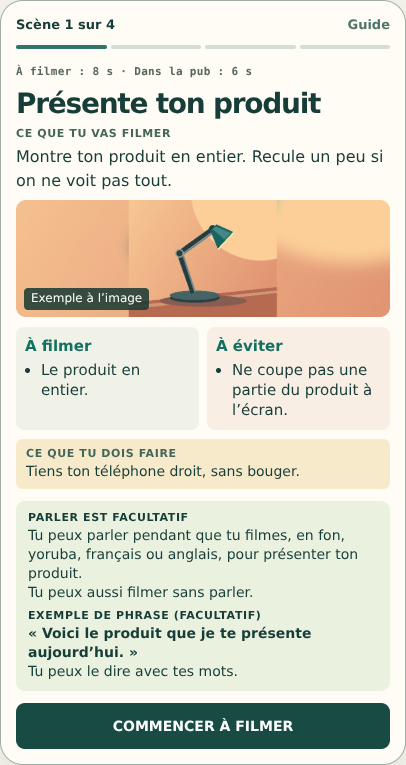 Scène 1 sur 4
Guide
À filmer : 8 s · Dans la pub : 6 s
Présente ton produit
CE QUE TU VAS FILMER
Montre ton produit en entier. Recule un peu si
on ne voit pas tout.
Exemple à l’image
À filmer
• Le produit en
entier.
À éviter
• Ne coupe pas une
partie du produit à
l’écran.
CE QUE TU DOIS FAIRE
Tiens ton téléphone droit, sans bouger.
PARLER EST FACULTATIF
Tu peux parler pendant que tu filmes, en fon,
yoruba, français ou anglais, pour présenter ton
produit.
Tu peux aussi filmer sans parler.
EXEMPLE DE PHRASE (FACULTATIF)
« Voici le produit que je te présente
aujourd’hui. »
Tu peux le dire avec tes mots.
COMMENCER À FILMER